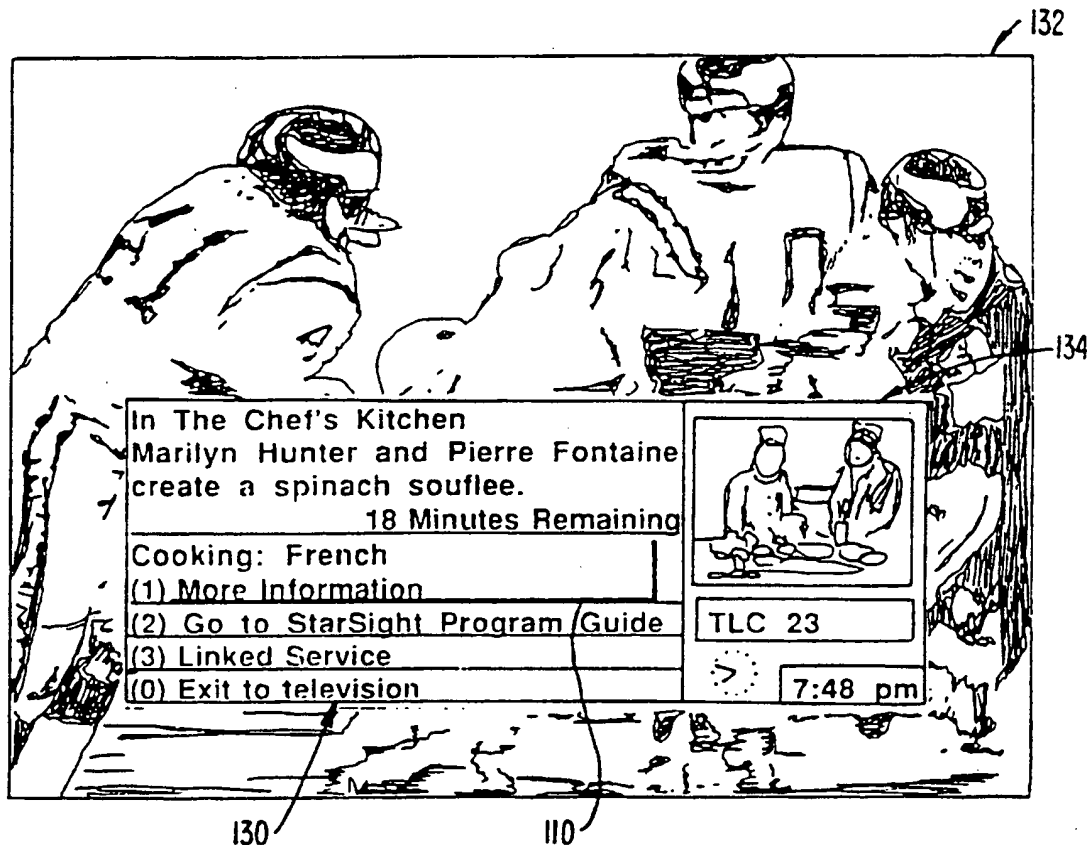 132
134
In The Chef's Kitchen
Marilyn Hunter and Pierre Fontaine
create a spinach souflee.
18 Minutes Remaining
Cooking: French
(1) More Information
(2) Go to StarSight Program Guide
(3) Linked Service
(0) Exit to television
TLC 23
7:48 pm
130
110